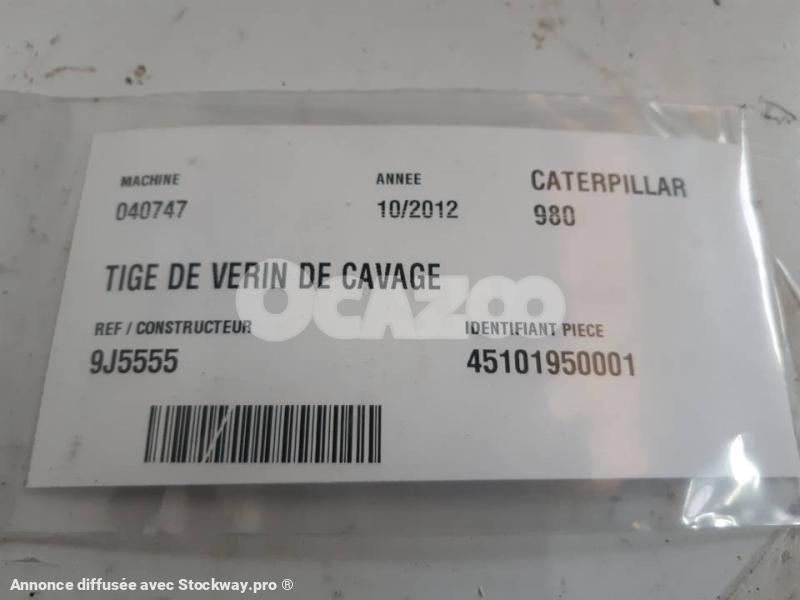 MACHINE ANNEE CATERPILLAR
040747 10/2012 980
TIGE DE VERIN DE CAVAGE
OCAZOO
REF / CONSTRUCTEUR IDENTIFIANT PIECE
9J5555 45101950001
Annonce diffusée avec Stockway.pro ®